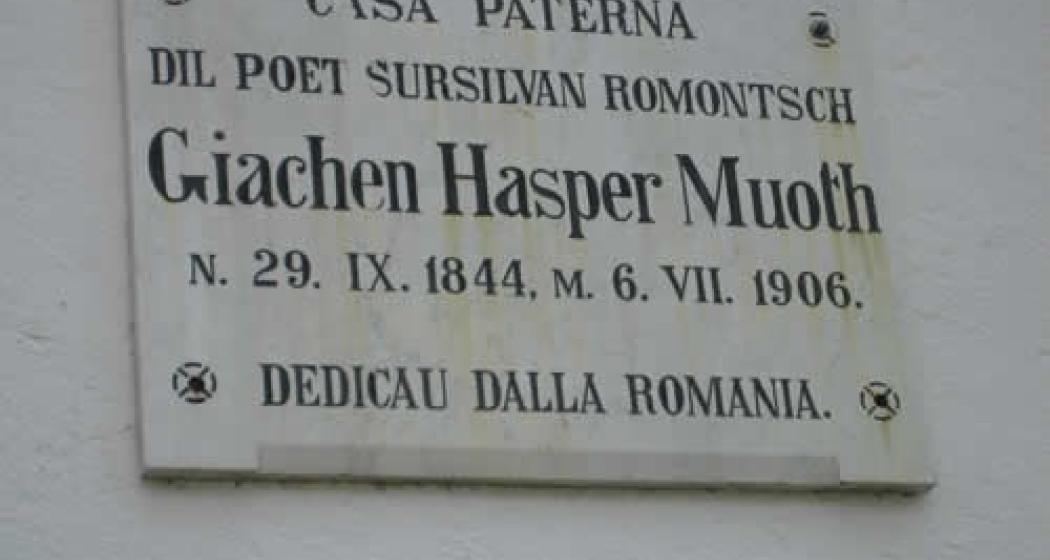 CASA PATERNA
DIL POET SURSILVAN ROMONTSCH
Giachen Hasper Muoth
N. 29. IX. 1844, M. 6. VII. 1906.
DEDICAU DALLA ROMANIA.